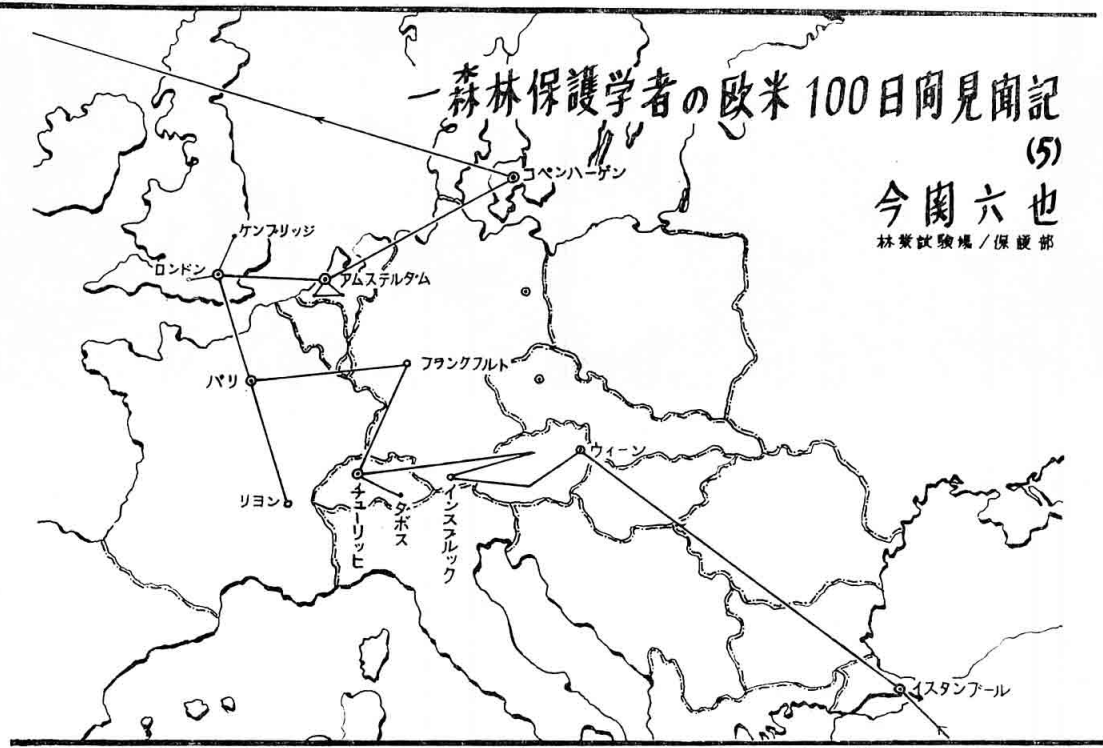 一森林保護学者の欧米100日間見聞記
(5)
今関六也
林業試験場/保護部
コペンハーゲン
ケンブリッジ
ロンドン
アムステルダム
フランクフルト
パリ
ウィーン
リヨン
チューリッヒ
ダボス
インスブルック
イスタンブール